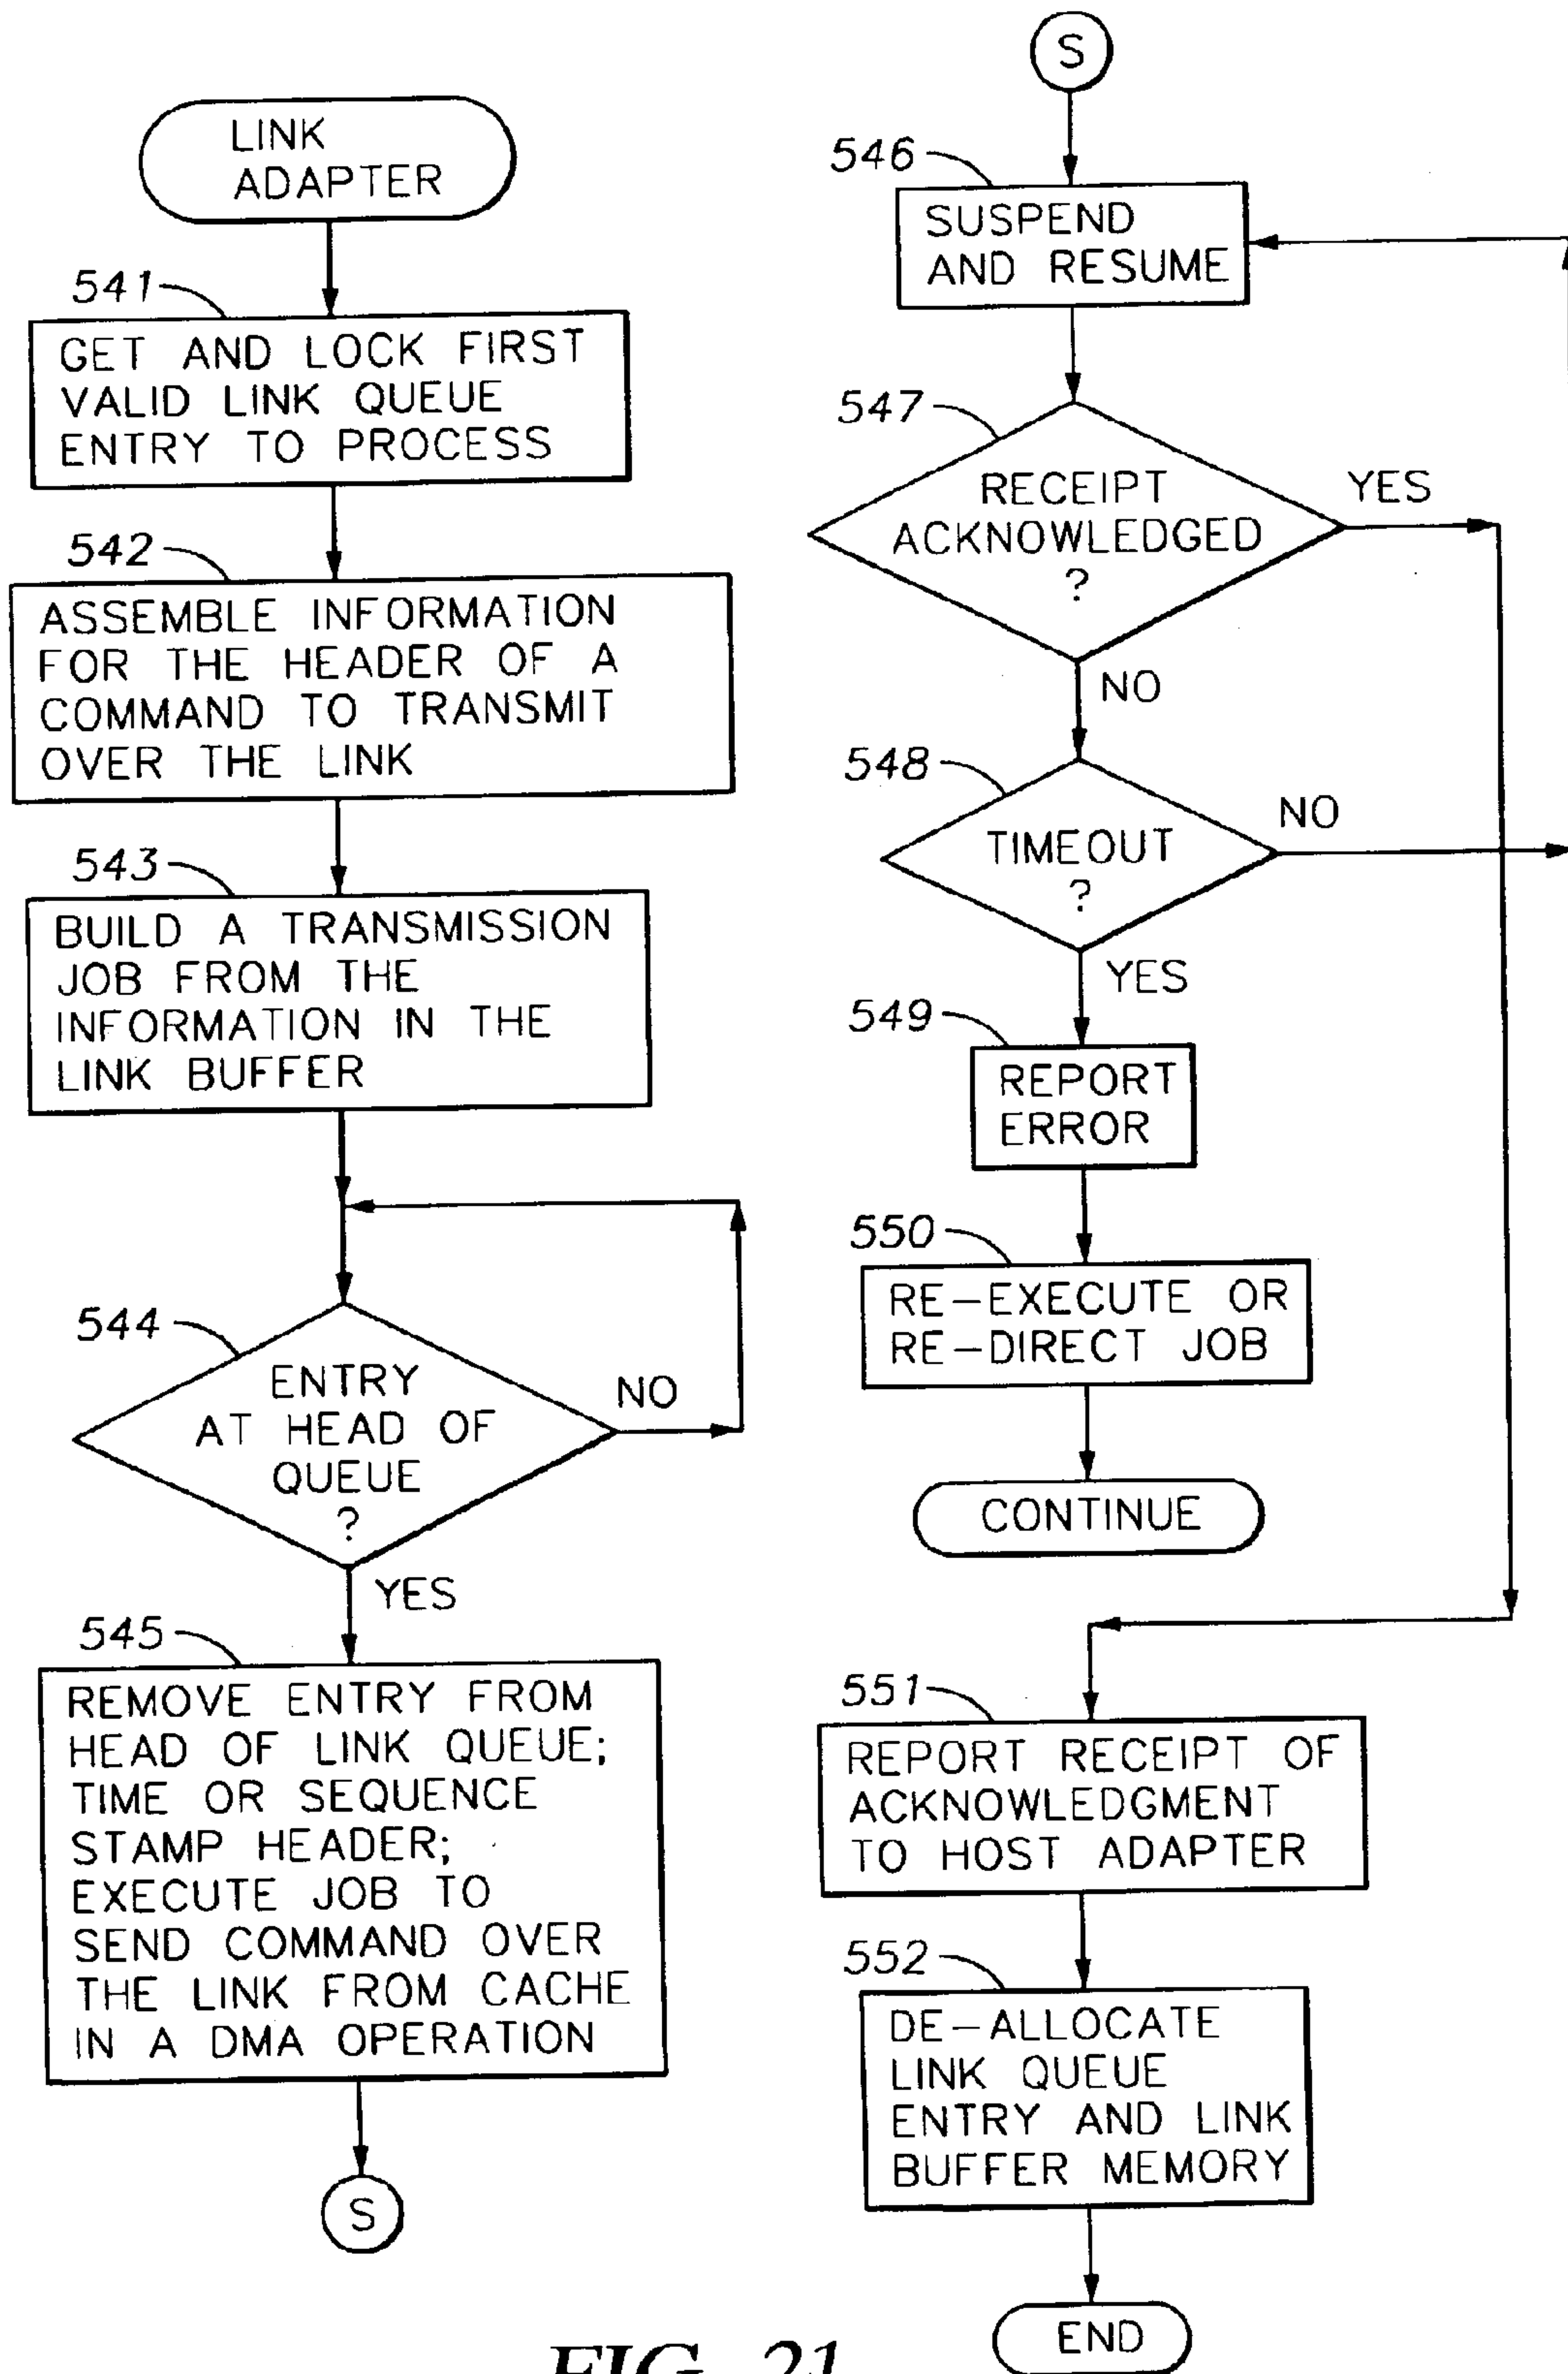 LINK
ADAPTER
541
GET AND LOCK FIRST
VALID LINK QUEUE
ENTRY TO PROCESS
542
ASSEMBLE INFORMATION
FOR THE HEADER OF A
COMMAND TO TRANSMIT
OVER THE LINK
543
BUILD A TRANSMISSION
JOB FROM THE
INFORMATION IN THE
LINK BUFFER
544
ENTRY
AT HEAD OF
QUEUE
?
NO
YES
545
REMOVE ENTRY FROM
HEAD OF LINK QUEUE;
TIME OR SEQUENCE
STAMP HEADER;
EXECUTE JOB TO
SEND COMMAND OVER
THE LINK FROM CACHE
IN A DMA OPERATION
S
S
546
SUSPEND
AND RESUME
547
RECEIPT
ACKNOWLEDGED
?
YES
NO
548
TIMEOUT
?
NO
YES
549
REPORT
ERROR
550
RE-EXECUTE OR
RE-DIRECT JOB
CONTINUE
551
REPORT RECEIPT OF
ACKNOWLEDGMENT
TO HOST ADAPTER
552
DE-ALLOCATE
LINK QUEUE
ENTRY AND LINK
BUFFER MEMORY
END
FIG. 21